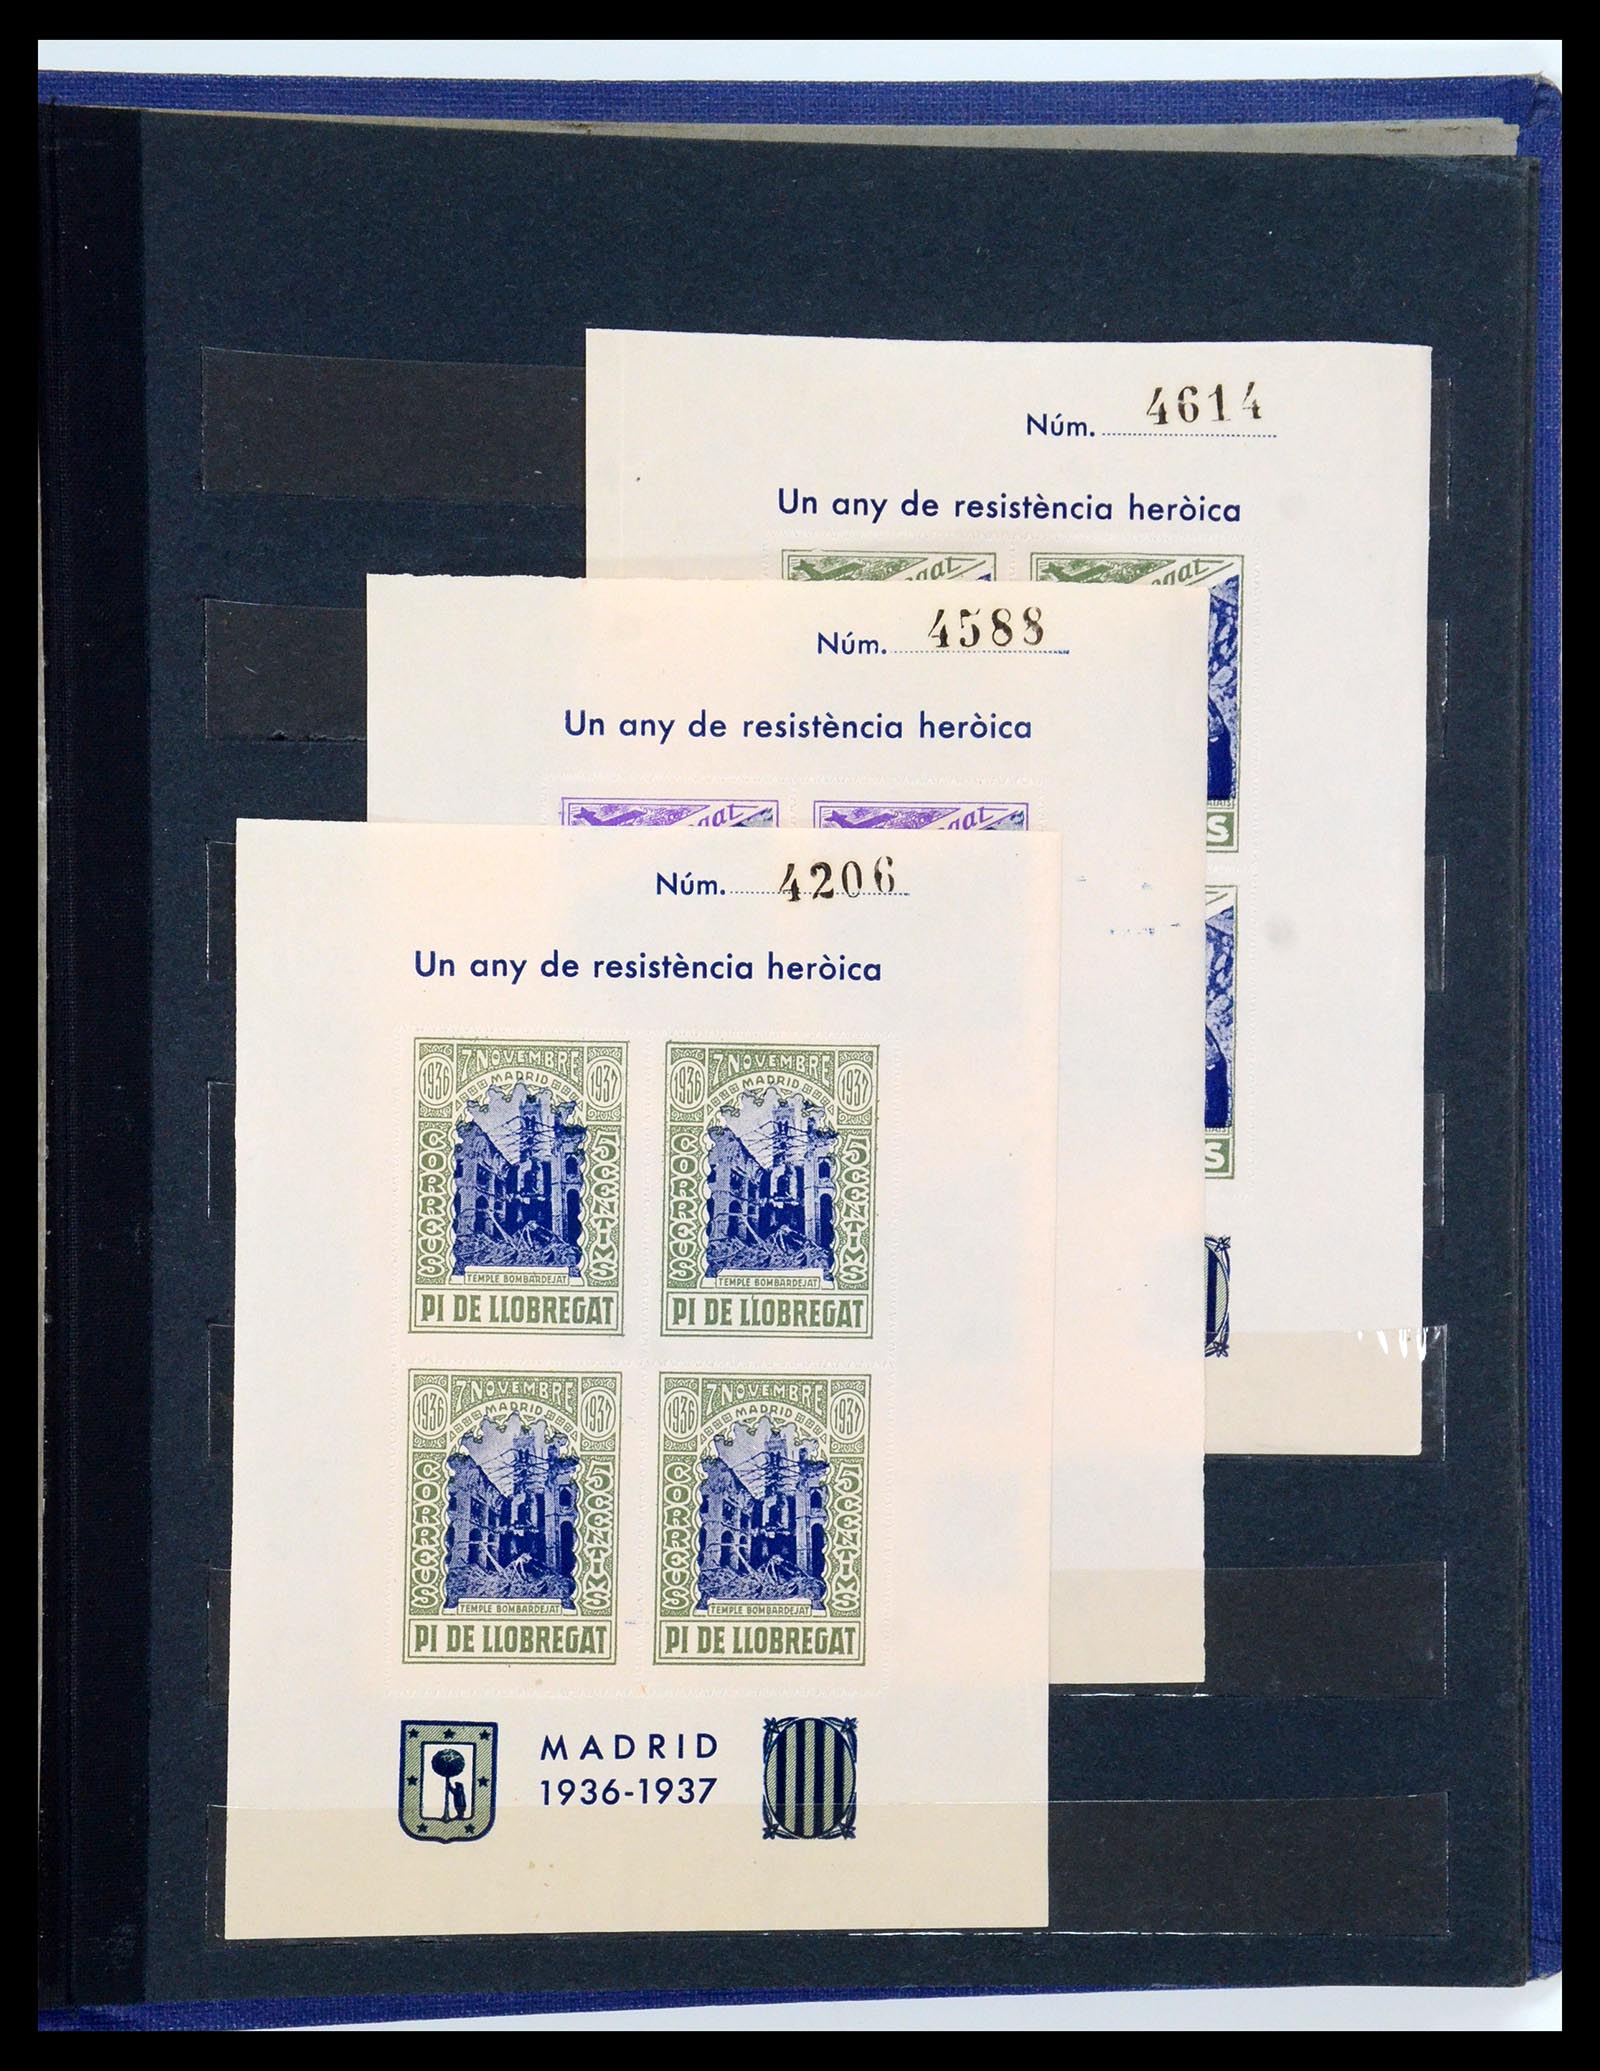 Núm. 4614
Un any de resistència heròica
gat
gat
S
S
Núm. 4588
Un any de resistència heròica
gat
gat
Núm. 4206
Un any de resistència heròica
7 NOVEMBRE
1936 MADRID 1937
CORREUS
5 CENTIMS
TEMPLE BOMBARDEJAT
PI DE LLOBREGAT
7 NOVEMBRE
1936 MADRID 1937
CORREUS
5 CENTIMS
TEMPLE BOMBARDEJAT
PI DE LLOBREGAT
7 NOVEMBRE
1936 MADRID 1937
CORREUS
5 CENTIMS
TEMPLE BOMBARDEJAT
PI DE LLOBREGAT
7 NOVEMBRE
1936 MADRID 1937
CORREUS
5 CENTIMS
TEMPLE BOMBARDEJAT
PI DE LLOBREGAT
MADRID
1936-1937